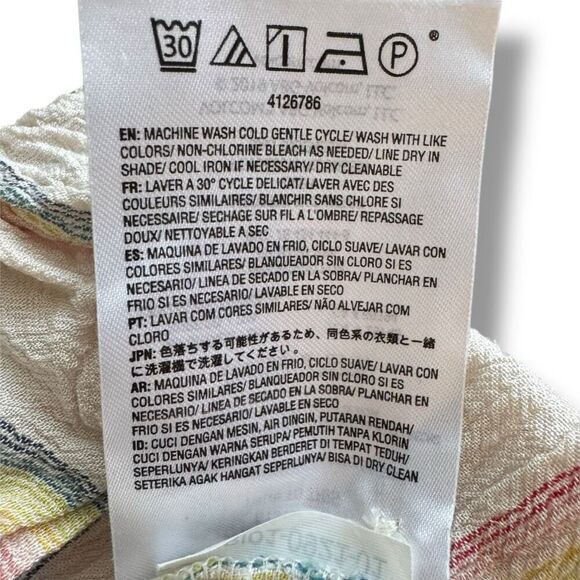 30 P ®
4126786
EN: MACHINE WASH COLD GENTLE CYCLE/ WASH WITH LIKE
COLORS/ NON-CHLORINE BLEACH AS NEEDED/ LINE DRY IN
SHADE/ COOL IRON IF NECESSARY/ DRY CLEANABLE
FR: LAVER A 30° CYCLE DELICAT/ LAVER AVEC DES
COULEURS SIMILAIRES/ BLANCHIR SANS CHLORE SI
NECESSAIRE/ SECHAGE SUR FIL A L'OMBRE/ REPASSAGE
DOUX/ NETTOYABLE A SEC
ES: MAQUINA DE LAVADO EN FRIO, CICLO SUAVE/ LAVAR CON
COLORES SIMILARES/ BLANQUEADOR SIN CLORO SI ES
NECESARIO/ LINEA DE SECADO EN LA SOBRA/ PLANCHAR EN
FRIO SI ES NECESARIO/ LAVABLE EN SECO
PT: LAVAR COM CORES SIMILARES/ NÃO ALVEJAR COM
CLORO
JPN: 色落ちする可能性があるため、同色系の衣類と一緒
に洗濯機で洗濯してください。
AR: MAQUINA DE LAVADO EN FRIO, CICLO SUAVE/ LAVAR CON
COLORES SIMILARES/ BLANQUEADOR SIN CLORO SI ES
NECESARIO/ LINEA DE SECADO EN LA SOBRA/ PLANCHAR EN
FRIO SI ES NECESARIO/ LAVABLE EN SECO
ID: CUCI DENGAN MESIN, AIR DINGIN, PUTARAN RENDAH/
CUCI DENGAN WARNA SERUPA/ PEMUTIH TANPA KLORIN
SEPERLUNYA/ KERINGKAN BERDERET DI TEMPAT TEDUH/
SETERIKA AGAK HANGAT SEPERLUNYA/ BISA DI DRY CLEAN